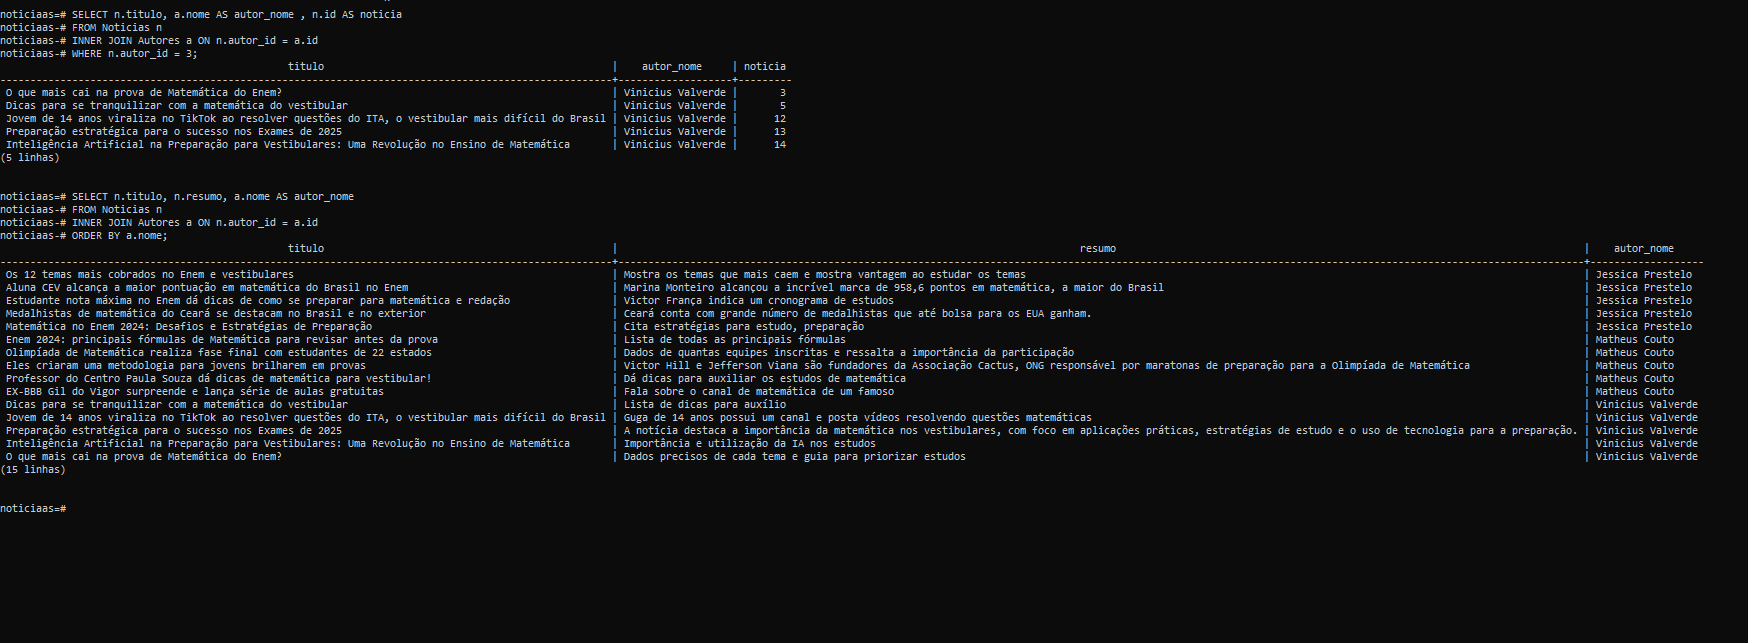 noticiaas=# SELECT n.titulo, a.nome AS autor_nome , n.id AS noticia
noticiaas-# FROM Noticias n
noticiaas-# INNER JOIN Autores a ON n.autor_id = a.id
noticiaas-# WHERE n.autor_id = 3;
titulo | autor_nome | noticia
O que mais cai na prova de Matemática do Enem? | Vinicius Valverde | 3
Dicas para se tranquilizar com a matemática do vestibular | Vinicius Valverde | 5
Jovem de 14 anos viraliza no TikTok ao resolver questões do ITA, o vestibular mais difícil do Brasil | Vinicius Valverde | 12
Preparação estratégica para o sucesso nos Exames de 2025 | Vinicius Valverde | 13
Inteligência Artificial na Preparação para Vestibulares: Uma Revolução no Ensino de Matemática | Vinicius Valverde | 14
(5 linhas)
noticiaas=# SELECT n.titulo, n.resumo, a.nome AS autor_nome
noticiaas-# FROM Noticias n
noticiaas-# INNER JOIN Autores a ON n.autor_id = a.id
noticiaas-# ORDER BY a.nome;
titulo | resumo | autor_nome
Os 12 temas mais cobrados no Enem e vestibulares | Mostra os temas que mais caem e mostra vantagem ao estudar os temas | Jessica Prestelo
Aluna CEV alcança a maior pontuação em matemática do Brasil no Enem | Marina Monteiro alcançou a incrível marca de 958,6 pontos em matemática, a maior do Brasil | Jessica Prestelo
Estudante nota máxima no Enem dá dicas de como se preparar para matemática e redação | Victor França indica um cronograma de estudos | Jessica Prestelo
Medalhistas de matemática do Ceará se destacam no Brasil e no exterior | Ceará conta com grande número de medalhistas que até bolsa para os EUA ganham. | Jessica Prestelo
Matemática no Enem 2024: Desafios e Estratégias de Preparação | Cita estratégias para estudo, preparação | Jessica Prestelo
Enem 2024: principais fórmulas de Matemática para revisar antes da prova | Lista de todas as principais fórmulas | Matheus Couto
Olimpíada de Matemática realiza fase final com estudantes de 22 estados | Dados de quantas equipes inscritas e ressalta a importância da participação | Matheus Couto
Eles criaram uma metodologia para jovens brilharem em provas | Victor Hill e Jefferson Viana são fundadores da Associação Cactus, ONG responsável por maratonas de preparação para a Olimpíada de Matemática | Matheus Couto
Professor do Centro Paula Souza dá dicas de matemática para vestibular! | Dá dicas para auxiliar os estudos de matemática | Matheus Couto
EX-BBB Gil do Vigor surpreende e lança série de aulas gratuitas | Fala sobre o canal de matemática de um famoso | Matheus Couto
Dicas para se tranquilizar com a matemática do vestibular | Lista de dicas para auxílio | Vinicius Valverde
Jovem de 14 anos viraliza no TikTok ao resolver questões do ITA, o vestibular mais difícil do Brasil | Guga de 14 anos possui um canal e posta vídeos resolvendo questões matemáticas | Vinicius Valverde
Preparação estratégica para o sucesso nos Exames de 2025 | A notícia destaca a importância da matemática nos vestibulares, com foco em aplicações práticas, estratégias de estudo e o uso de tecnologia para a preparação. | Vinicius Valverde
Inteligência Artificial na Preparação para Vestibulares: Uma Revolução no Ensino de Matemática | Importância e utilização da IA nos estudos | Vinicius Valverde
O que mais cai na prova de Matemática do Enem? | Dados precisos de cada tema e guia para priorizar estudos | Vinicius Valverde
(15 linhas)
noticiaas=#